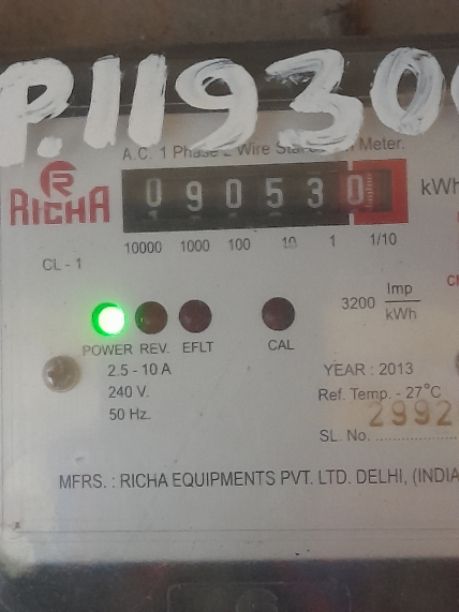 P.119300
A.C. 1 Phase 2 Wire Static Meter.
R
RICHA
0 9 0 5 3 0 kWh
10000 1000 100 10 1 1/10
CL - 1
3200 Imp/kWh
POWER REV. EFLT CAL
2.5 - 10 A
240 V.
50 Hz.
YEAR : 2013
Ref. Temp. - 27°C
2992
SL. No. ....................
MFRS. : RICHA EQUIPMENTS PVT. LTD. DELHI, (INDIA